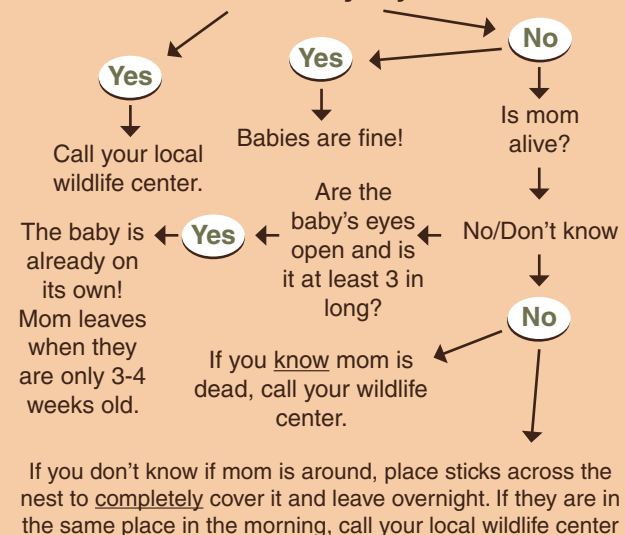 No
Yes
Yes
Is mom
alive?
Babies are fine!
Call your local
wildlife center.
Are the
baby's eyes
open and is
it at least 3 in
long?
No/Don't know
Yes
The baby is
already on
its own!
Mom leaves
when they
are only 3-4
weeks old.
No
If you know mom is
dead, call your wildlife
center.
If you don't know if mom is around, place sticks across the
nest to completely cover it and leave overnight. If they are in
the same place in the morning, call your local wildlife center